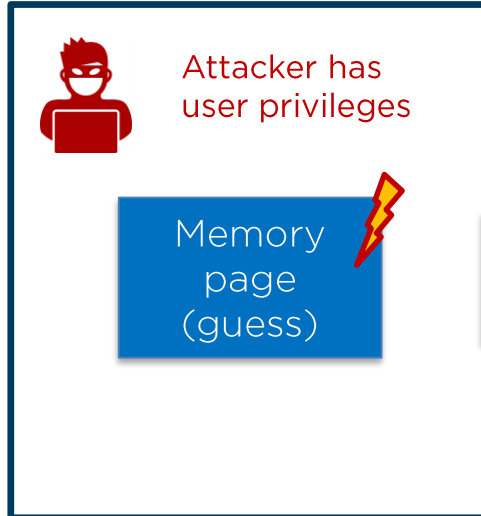 Attacker has
user privileges
Memory
page
(guess)